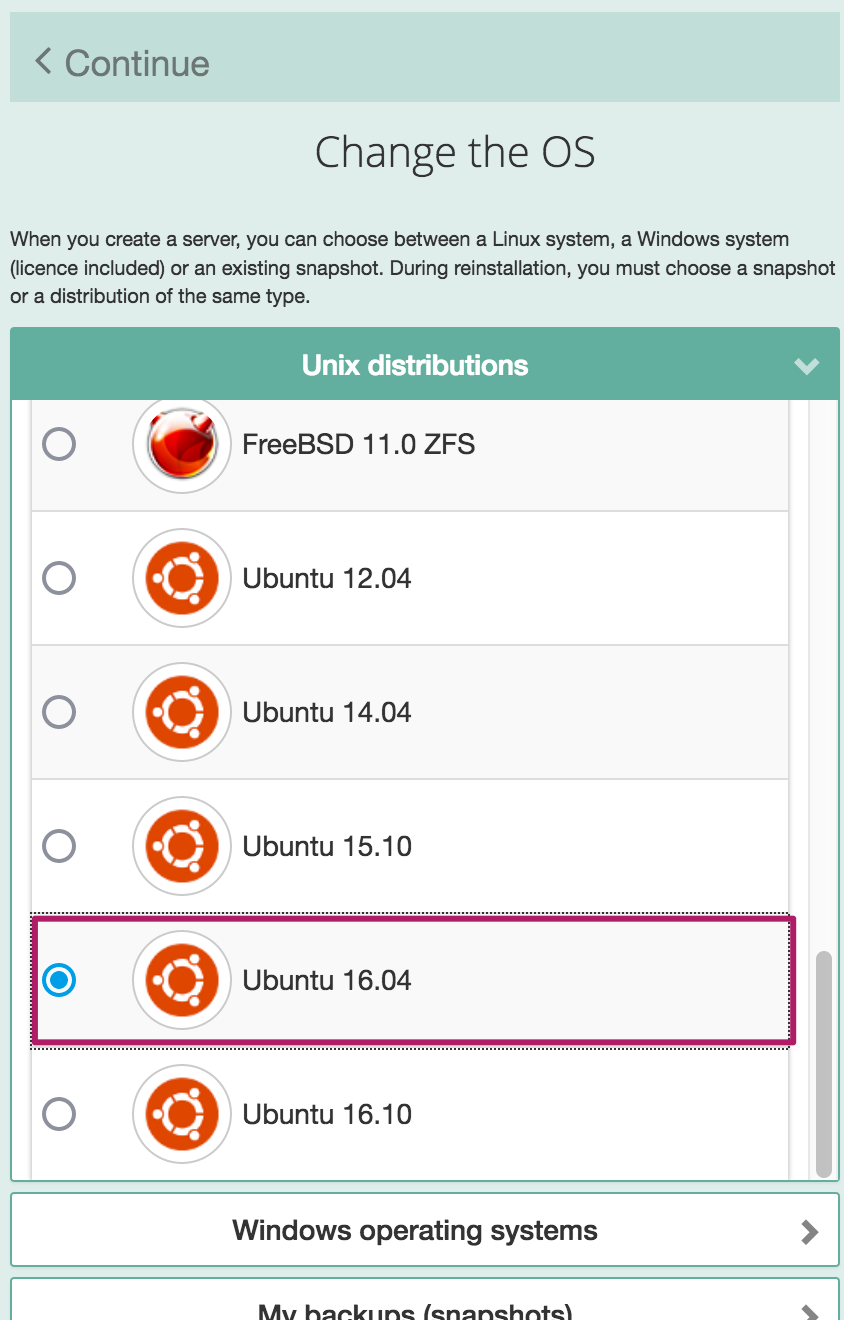 Continue
Change the OS
When you create a server, you can choose between a Linux system, a Windows system
(licence included) or an existing snapshot. During reinstallation, you must choose a snapshot
or a distribution of the same type.
Unix distributions
FreeBSD 11.0 ZFS
Ubuntu 12.04
Ubuntu 14.04
Ubuntu 15.10
Ubuntu 16.04
Ubuntu 16.10
Windows operating systems
My backups (snapshots)